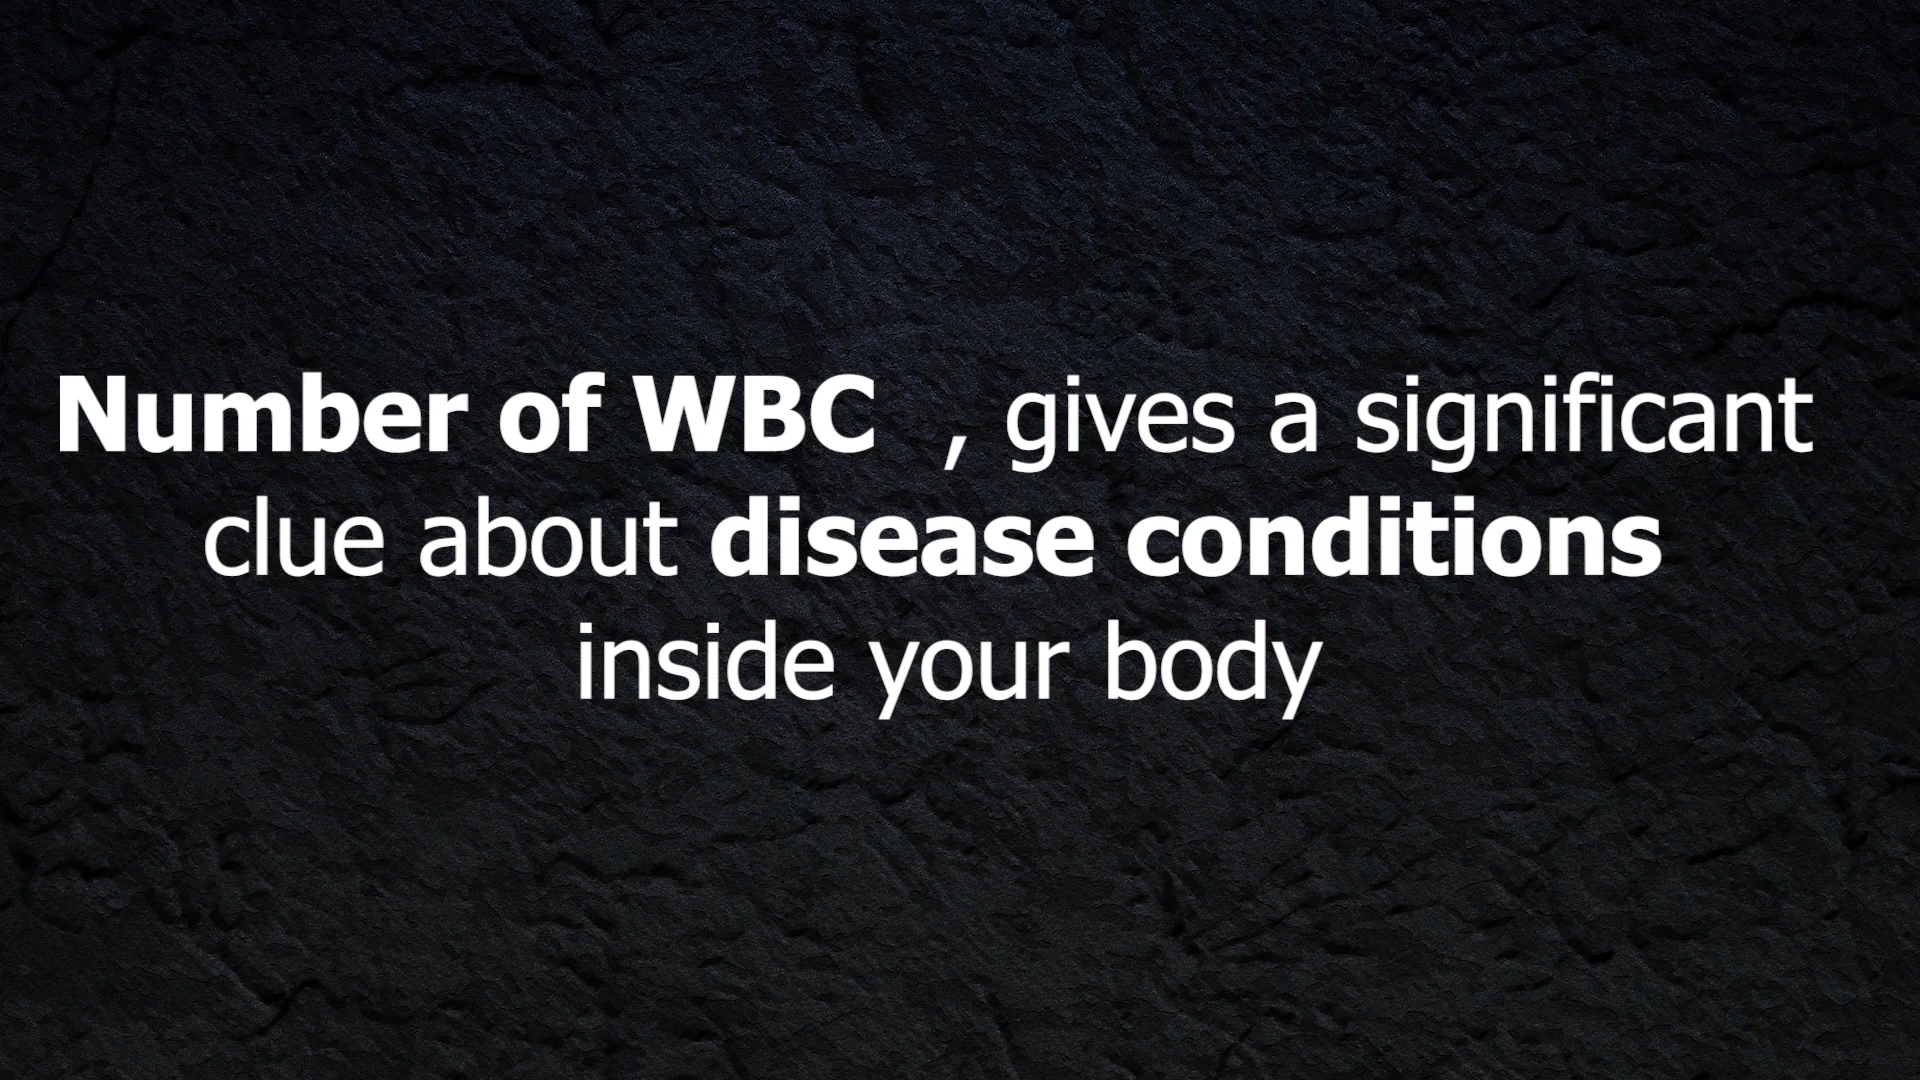 Number of WBC  , gives a significant
clue about disease conditions
inside your body